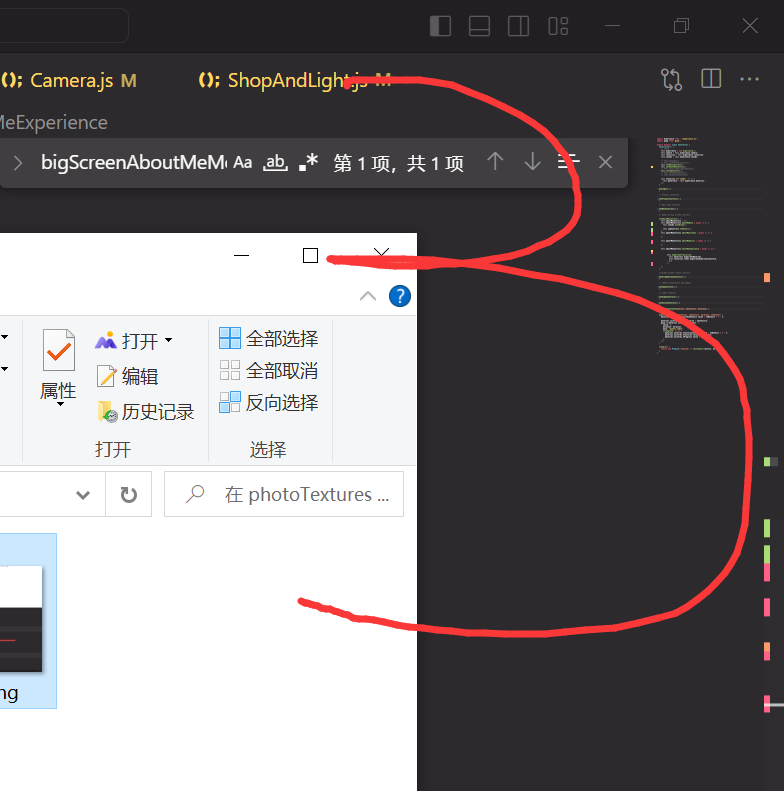 Camera.js M ShopAndLight.js M
MeExperience
bigScreenAboutMeM Aa ab .* 第 1 项，共 1 项
?
属性
打开
编辑
历史记录
打开
全部选择
全部取消
反向选择
选择
在 photoTextures ...
ng